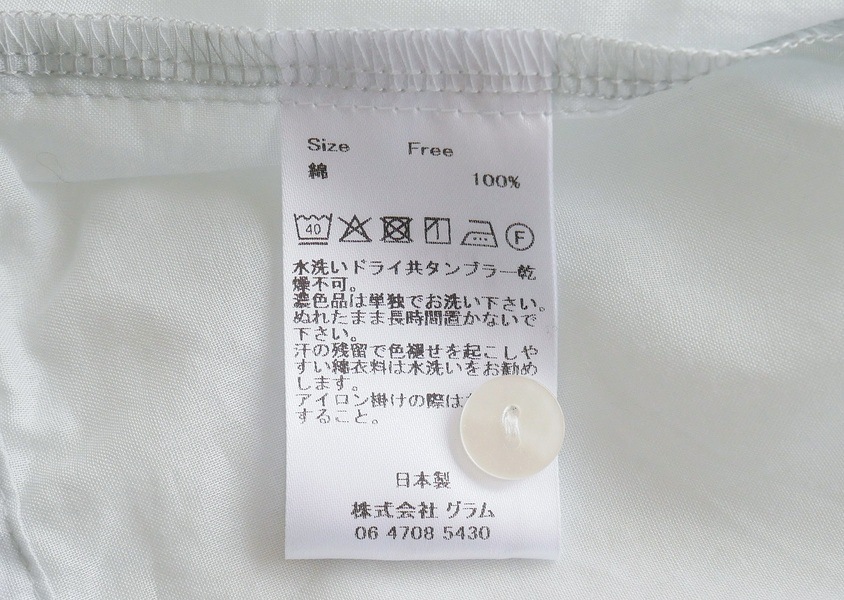 Size Free
綿 100%
40
F
水洗いドライ共タンブラー乾
燥不可。
濃色品は単独でお洗い下さい。
ぬれたまま長時間置かないで
下さい。
汗の残留で色褪せを起こしや
すい綿衣料は水洗いをお勧め
します。
アイロン掛けの際は
すること。
日本製
株式会社 グラム
06 4708 5430